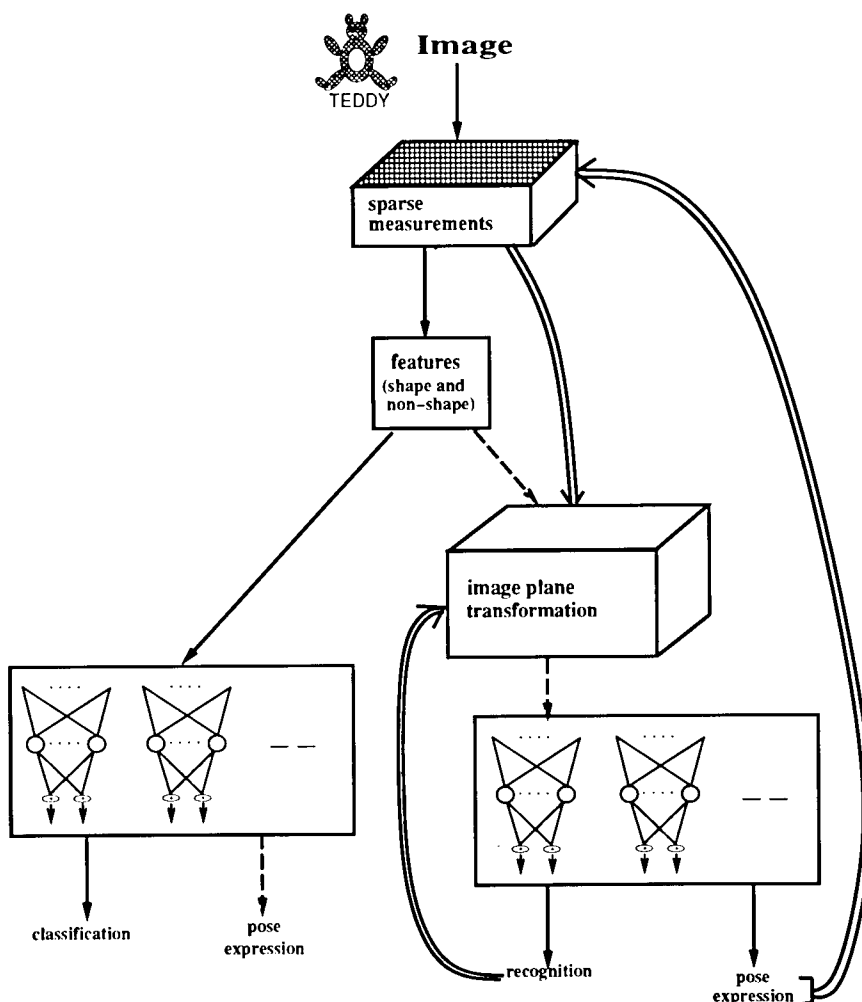 Image
TEDDY
sparse
measurements
features
(shape and
non-shape)
image plane
transformation
classification
pose
expression
recognition
pose
expression